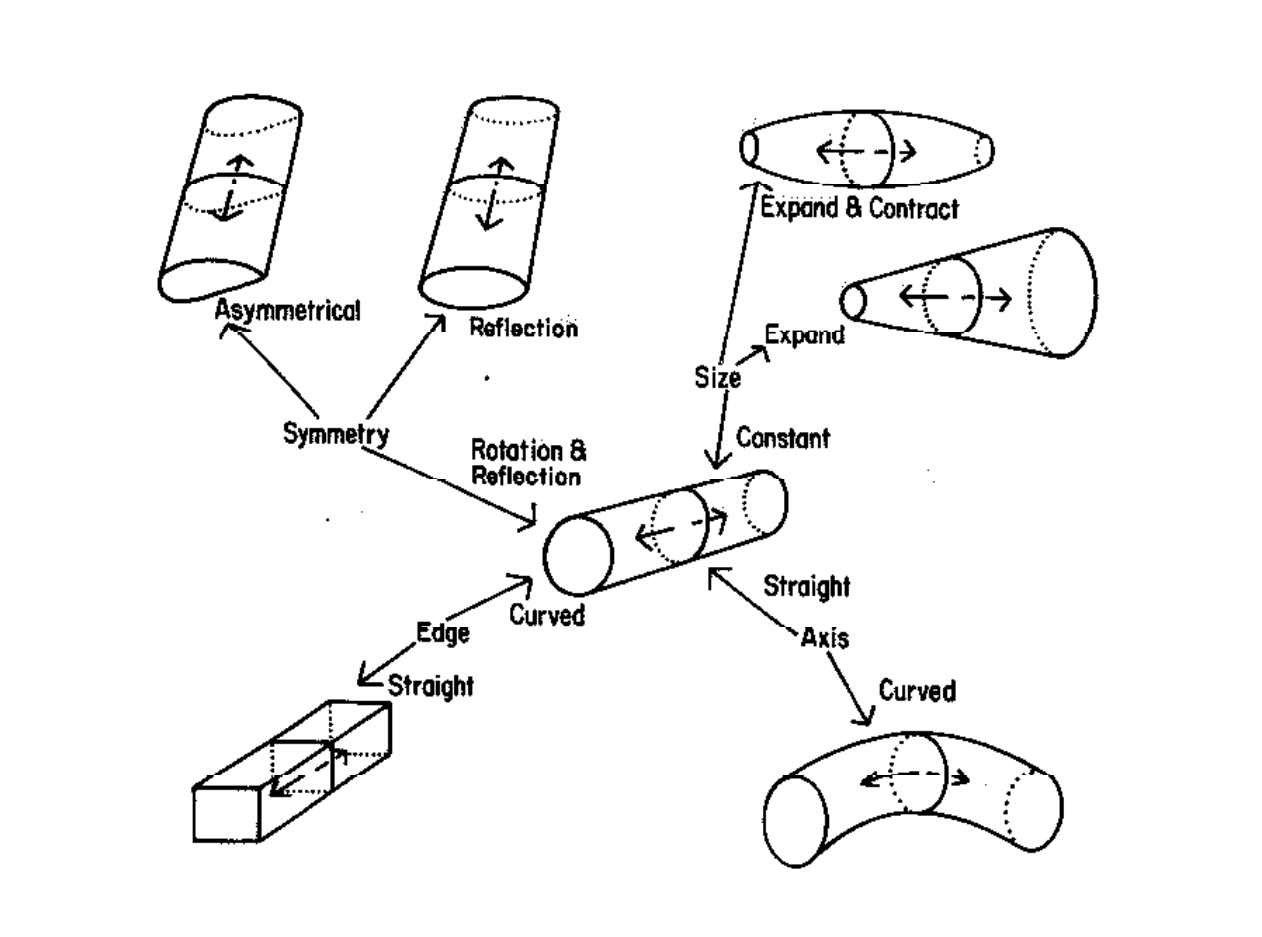 Expand & Contract
Asymmetrical
Reflection
Expand
Size
Symmetry
Constant
Rotation &
Reflection
Straight
Curved
Edge
Axis
Straight
Curved